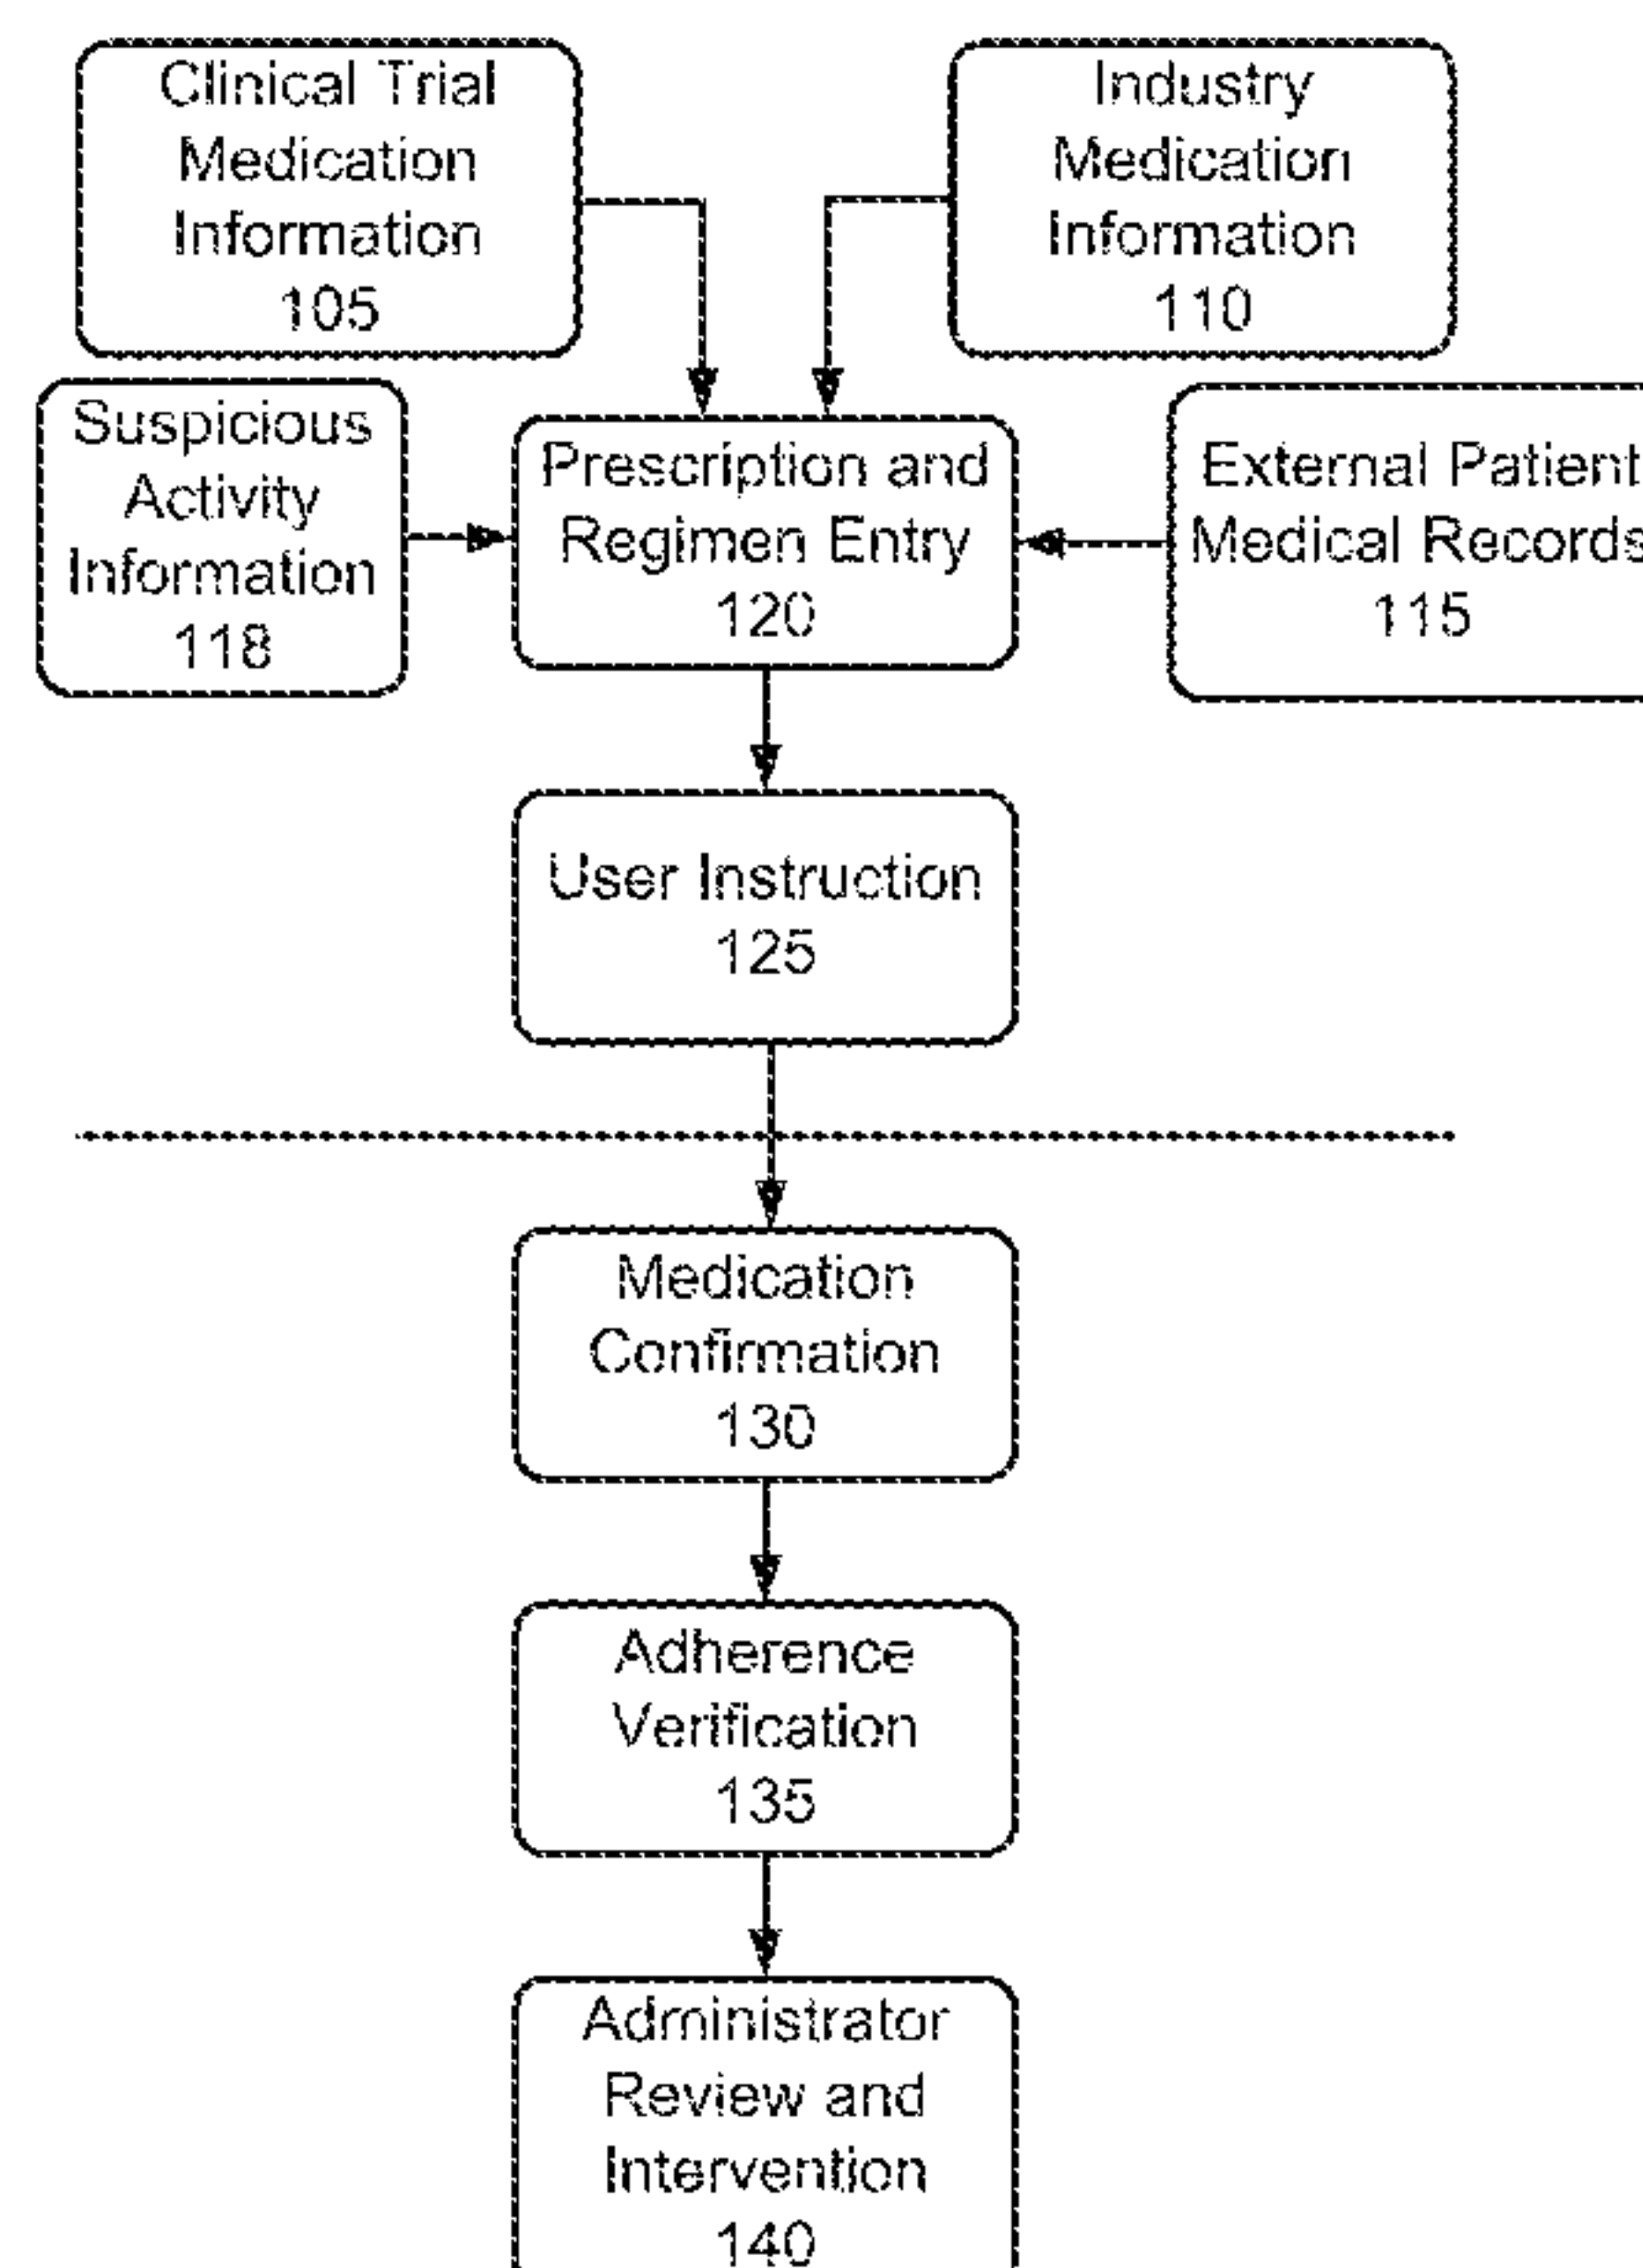 Clinical Trial
Medication
Information
105
Industry
Medication
Information
110
Suspicious
Activity
Information
118
Prescription and
Regimen Entry
120
External Patient
Medical Records
115
User Instruction
125
Medication
Confirmation
130
Adherence
Verification
135
Administrator
Review and
Intervention
140